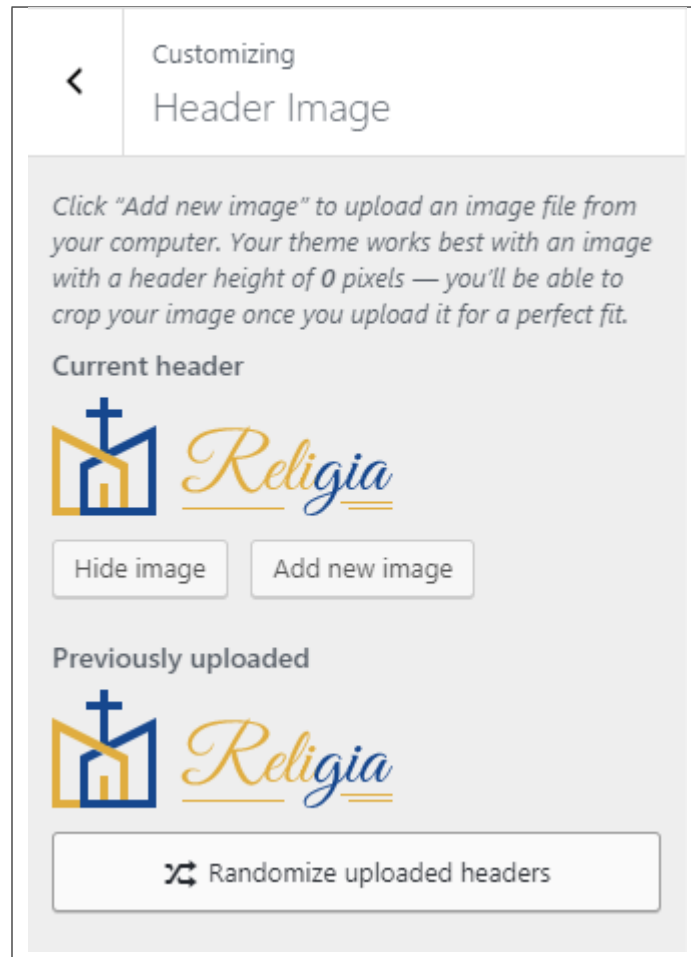 Customizing
Header Image
Click “Add new image” to upload an image file from
your computer. Your theme works best with an image
with a header height of 0 pixels — you’ll be able to
crop your image once you upload it for a perfect fit.
Current header
Religia
Hide image
Add new image
Previously uploaded
Religia
Randomize uploaded headers